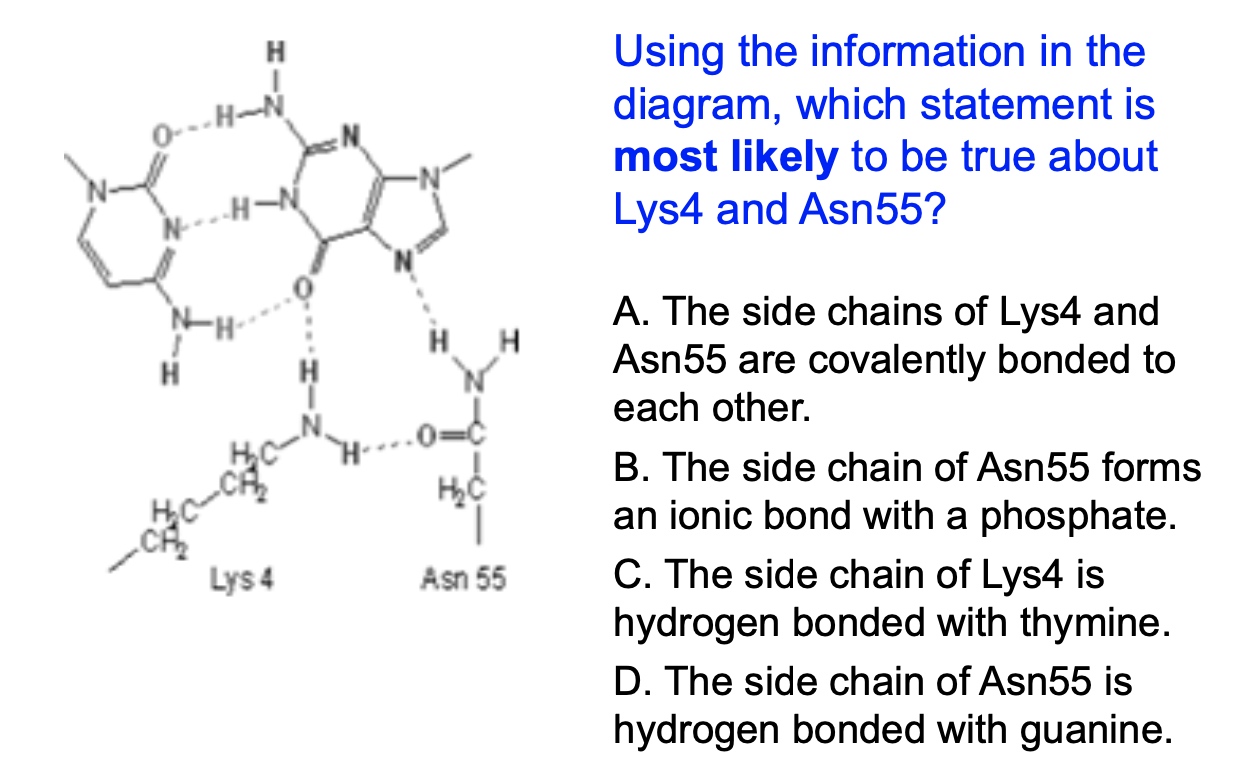 H
H N
O N
N H N N
N N
O
N H H H
H H N
N H O=C
H₂C CH₂ H₂C
H₂C CH₂
Lys 4 Asn 55
Using the information in the
diagram, which statement is
most likely to be true about
Lys4 and Asn55?
A. The side chains of Lys4 and
Asn55 are covalently bonded to
each other.
B. The side chain of Asn55 forms
an ionic bond with a phosphate.
C. The side chain of Lys4 is
hydrogen bonded with thymine.
D. The side chain of Asn55 is
hydrogen bonded with guanine.